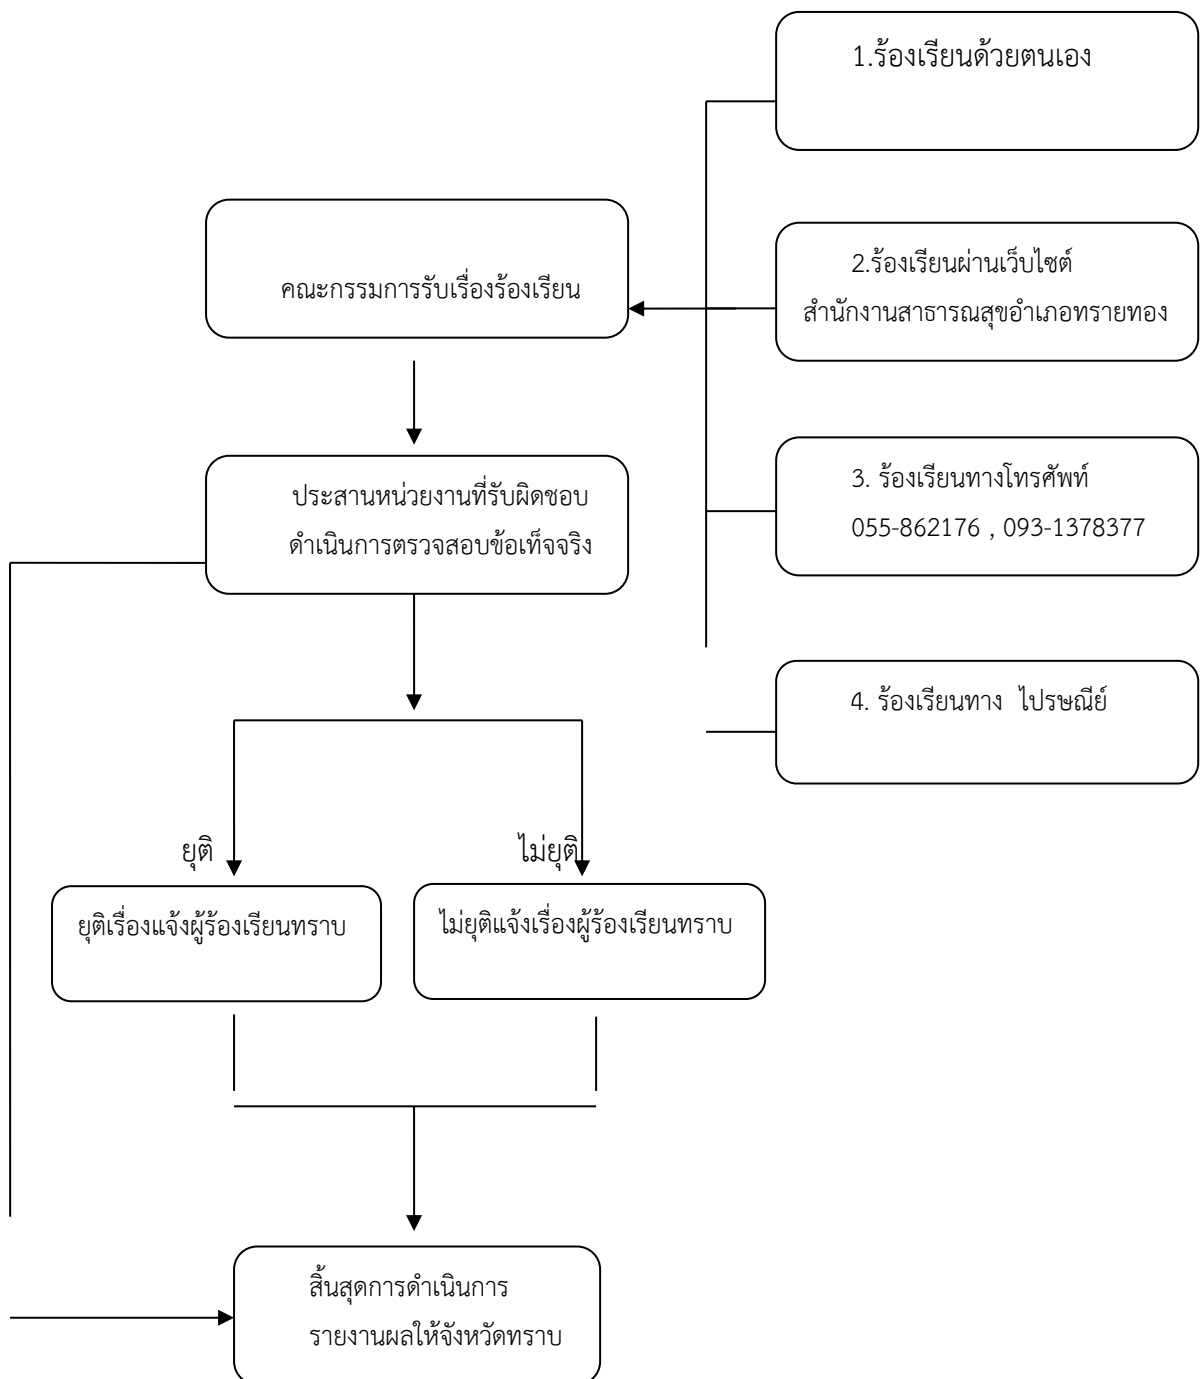 1.ร้องเรียนด้วยตนเอง
คณะกรรมการรับเรื่องร้องเรียน
2.ร้องเรียนผ่านเว็บไซต์
สำนักงานสาธารณสุขอำเภอทรายทอง
ประสานหน่วยงานที่รับผิดชอบ
ดำเนินการตรวจสอบข้อเท็จจริง
3. ร้องเรียนทางโทรศัพท์
055-862176 , 093-1378377
4. ร้องเรียนทาง ไปรษณีย์
ยุติ
ไม่ยุติ
ยุติเรื่องแจ้งผู้ร้องเรียนทราบ
ไม่ยุติแจ้งเรื่องผู้ร้องเรียนทราบ
สิ้นสุดการดำเนินการ
รายงานผลให้จังหวัดทราบ